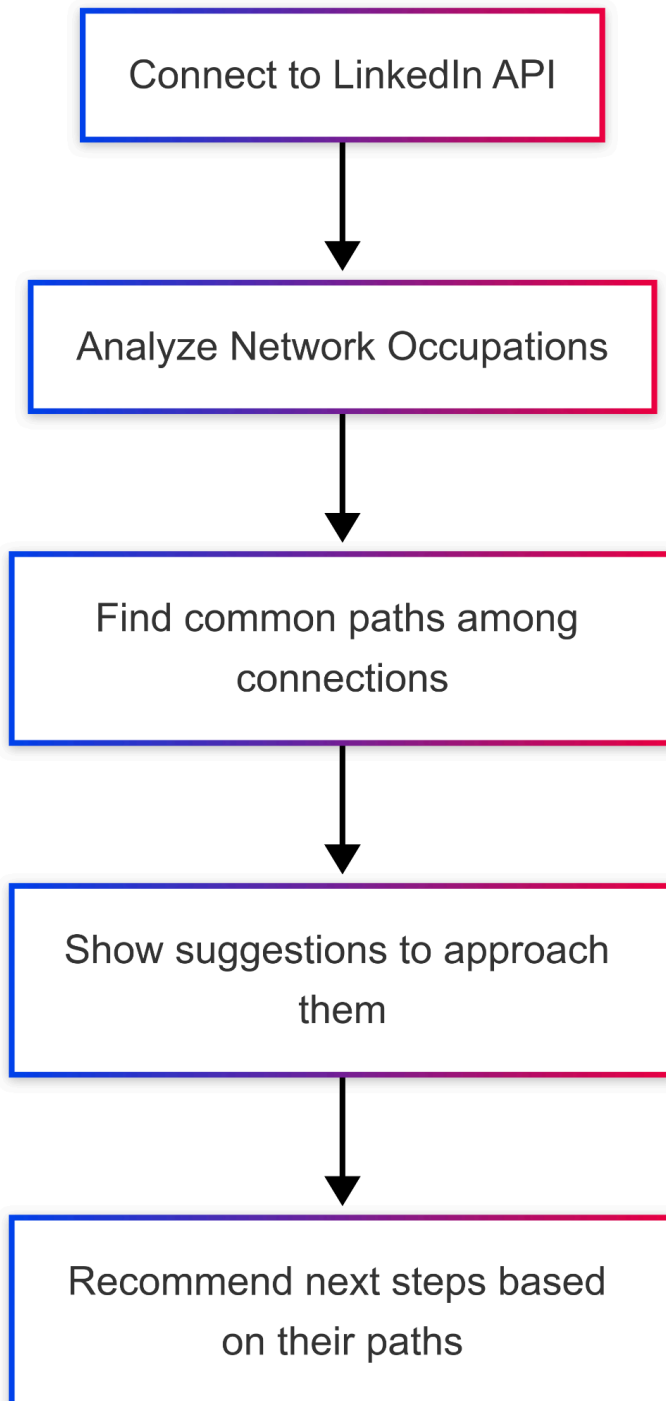 Connect to LinkedIn API
Analyze Network Occupations
Find common paths among
connections
Show suggestions to approach
them
Recommend next steps based
on their paths